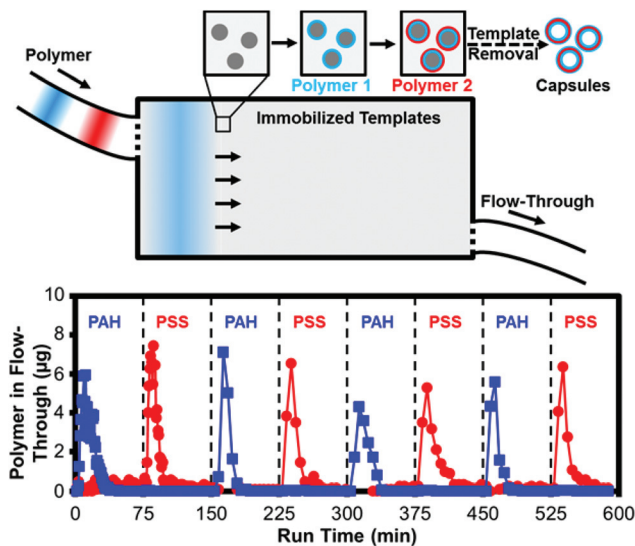 Polymer
Polymer 1
Polymer 2
Template
Removal
Capsules
Immobilized Templates
Flow-Through
Polymer in Flow-
Through (µg)
10
8
6
4
2
0
PAH PSS PAH PSS PAH PSS PAH PSS
0 75 150 225 300 375 450 525 600
Run Time (min)